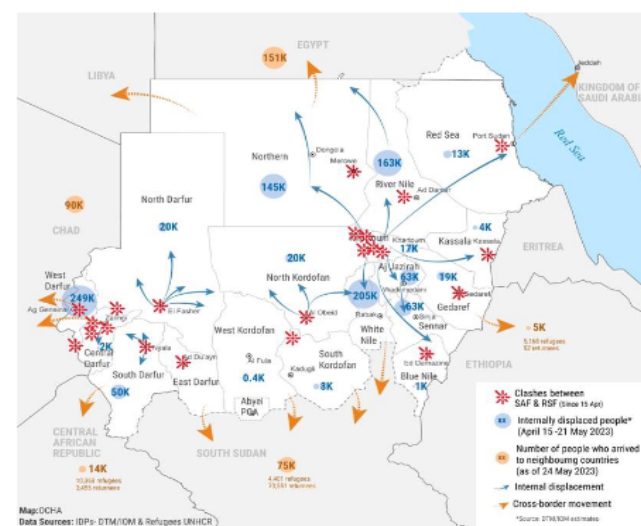 EGYPT
151K
LIBYA
Jeddah
KINGDOM OF
SAUDI ARABIA
Red Sea
Red Sea
Port Sudan
13K
Northern
Dongola
Merowe
163K
145K
River Nile
North Darfur
20K
90K
CHAD
4K
Kassala
Kassala
ERITREA
Khartoum
17K
Aj Jazirah
63K
19K
Gedaref
Gedaref
20K
North Kordofan
El Obeid
205K
63K
Sennar
White
Nile
West
Darfur
249K
Ag Geneina
El Fasher
2K
Central
Darfur
Nyala
South Darfur
50K
Ed Du'ayn
East Darfur
West Kordofan
0.4K
Kadugli
South
Kordofan
8K
Abyei
PCA
Ed Damazine
Blue Nile
1K
5K
ETHIOPIA
CENTRAL
AFRICAN
REPUBLIC
14K
SOUTH SUDAN
75K
Clashes between
SAF & RSF (Since 15 Apr)
Internally displaced people*
(April 15 -21 May 2023)
Number of people who arrived
to neighbourng countries
(as of 24 May 2023)
Internal displacement
Cross-border movement
*Source: DTM/IOM estimates
Map:OCHA
Data Sources: IDPs- DTM/IOM & Refugees UNHCR